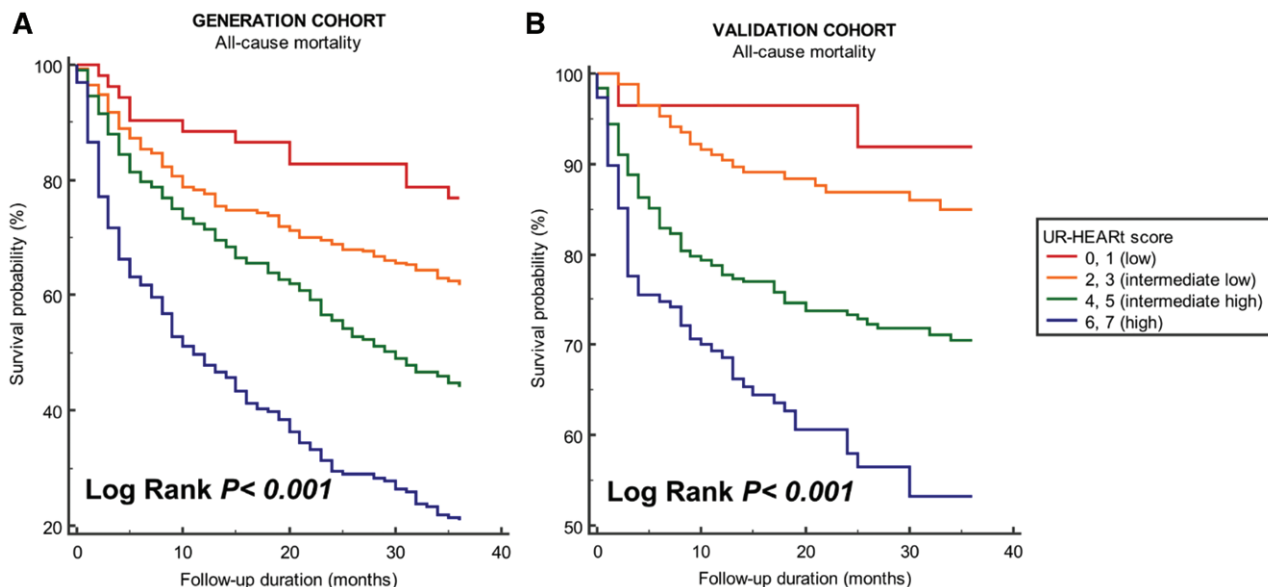 A
GENERATION COHORT
All-cause mortality
100
80
60
40
20
Survival probability (%)
Log Rank P< 0.001
0
10
20
30
40
Follow-up duration (months)
B
VALIDATION COHORT
All-cause mortality
100
90
80
70
60
50
Survival probability (%)
Log Rank P< 0.001
0
10
20
30
40
Follow-up duration (months)
UR-HEARt score
0, 1 (low)
2, 3 (intermediate low)
4, 5 (intermediate high)
6, 7 (high)